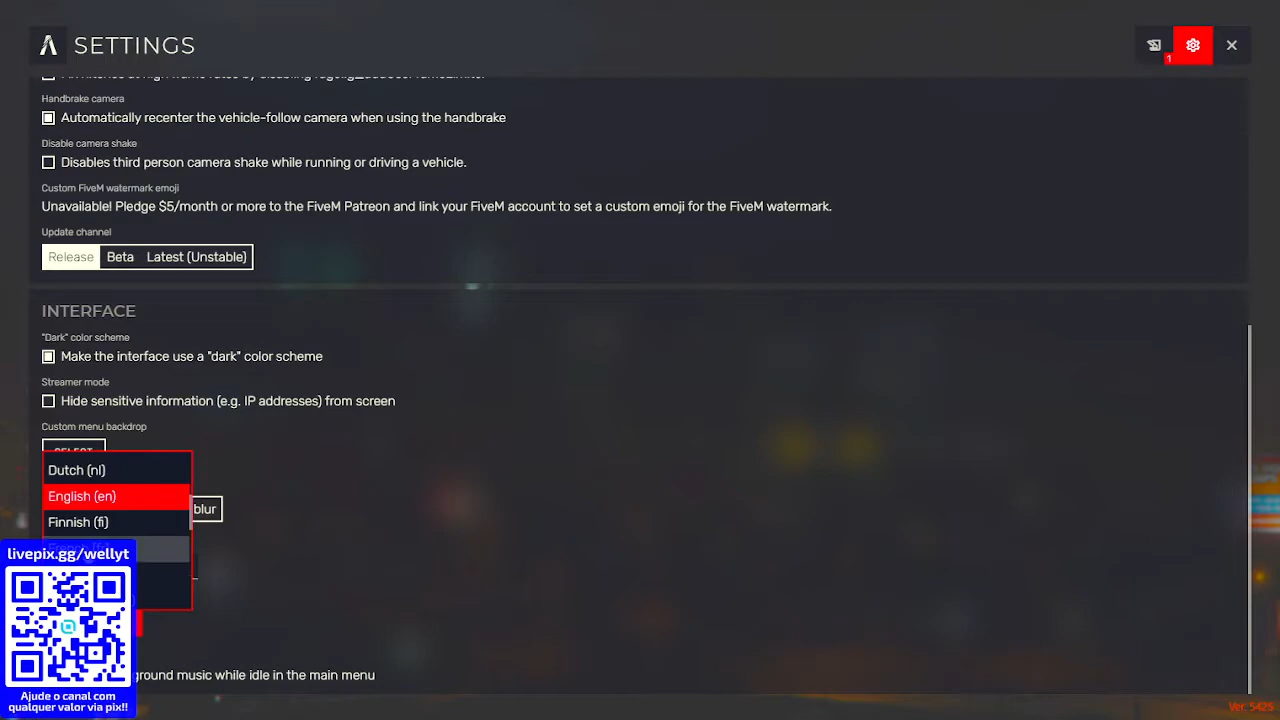 SETTINGS
1
Handbrake camera
Automatically recenter the vehicle-follow camera when using the handbrake
Disable camera shake
Disables third person camera shake while running or driving a vehicle.
Custom FiveM watermark emoji
Unavailable! Pledge $5/month or more to the FiveM Patreon and link your FiveM account to set a custom emoji for the FiveM watermark.
Update channel
Release Beta Latest (Unstable)
INTERFACE
"Dark" color scheme
Make the interface use a "dark" color scheme
Streamer mode
Hide sensitive information (e.g. IP addresses) from screen
Custom menu backdrop
SELECT
Dutch (nl)
English (en)
blur
Finnish (fi)
livepix.gg/wellyt
ground music while idle in the main menu
Ajude o canal com
qualquer valor via pix!!
Ver. 5425